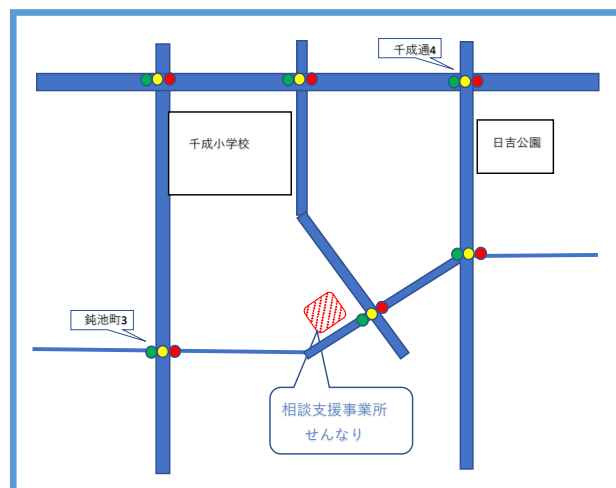 千成通4
千成小学校
日吉公園
鈍池町3
相談支援事業所
せんなり